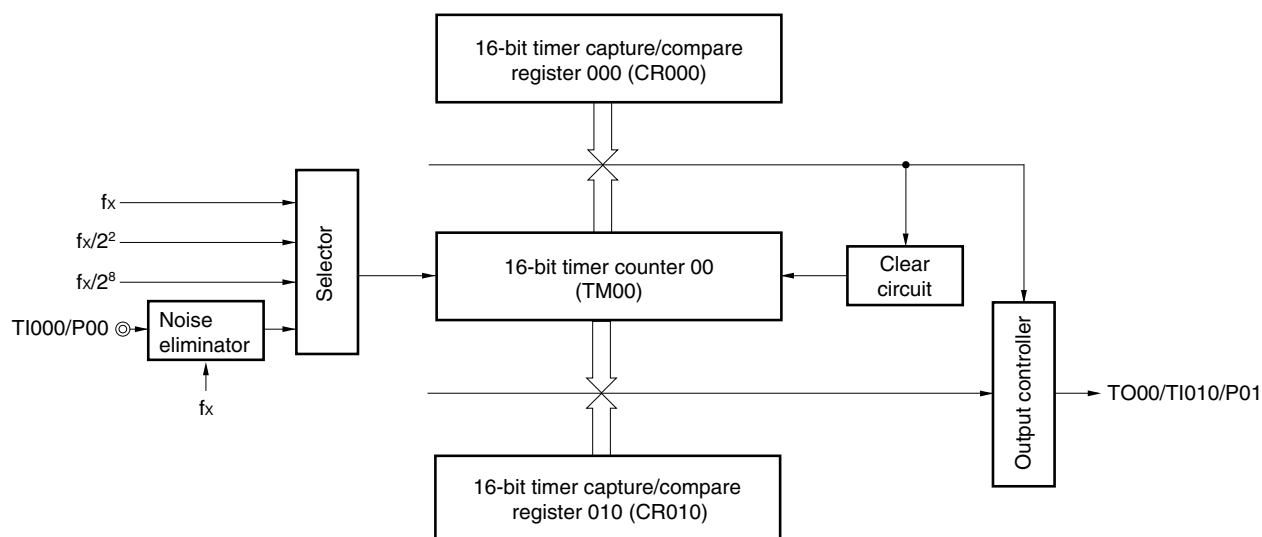 16-bit timer capture/compare
register 000 (CR000)
fx
fx/2²
fx/2⁸
TI000/P00
Noise
eliminator
fx
Selector
16-bit timer counter 00
(TM00)
Clear
circuit
Output controller
TO00/TI010/P01
16-bit timer capture/compare
register 010 (CR010)